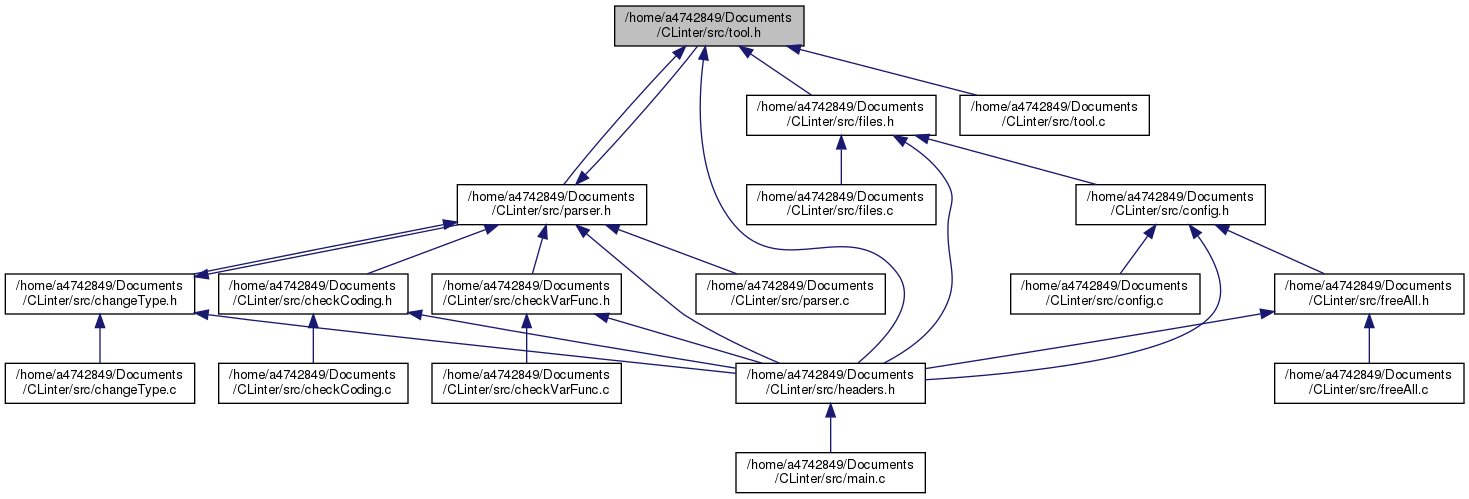 /home/a4742849/Documents
/CLinter/src/tool.h
/home/a4742849/Documents
/CLinter/src/files.h
/home/a4742849/Documents
/CLinter/src/tool.c
/home/a4742849/Documents
/CLinter/src/parser.h
/home/a4742849/Documents
/CLinter/src/files.c
/home/a4742849/Documents
/CLinter/src/config.h
/home/a4742849/Documents
/CLinter/src/changeType.h
/home/a4742849/Documents
/CLinter/src/checkCoding.h
/home/a4742849/Documents
/CLinter/src/checkVarFunc.h
/home/a4742849/Documents
/CLinter/src/parser.c
/home/a4742849/Documents
/CLinter/src/config.c
/home/a4742849/Documents
/CLinter/src/freeAll.h
/home/a4742849/Documents
/CLinter/src/changeType.c
/home/a4742849/Documents
/CLinter/src/checkCoding.c
/home/a4742849/Documents
/CLinter/src/checkVarFunc.c
/home/a4742849/Documents
/CLinter/src/headers.h
/home/a4742849/Documents
/CLinter/src/freeAll.c
/home/a4742849/Documents
/CLinter/src/main.c